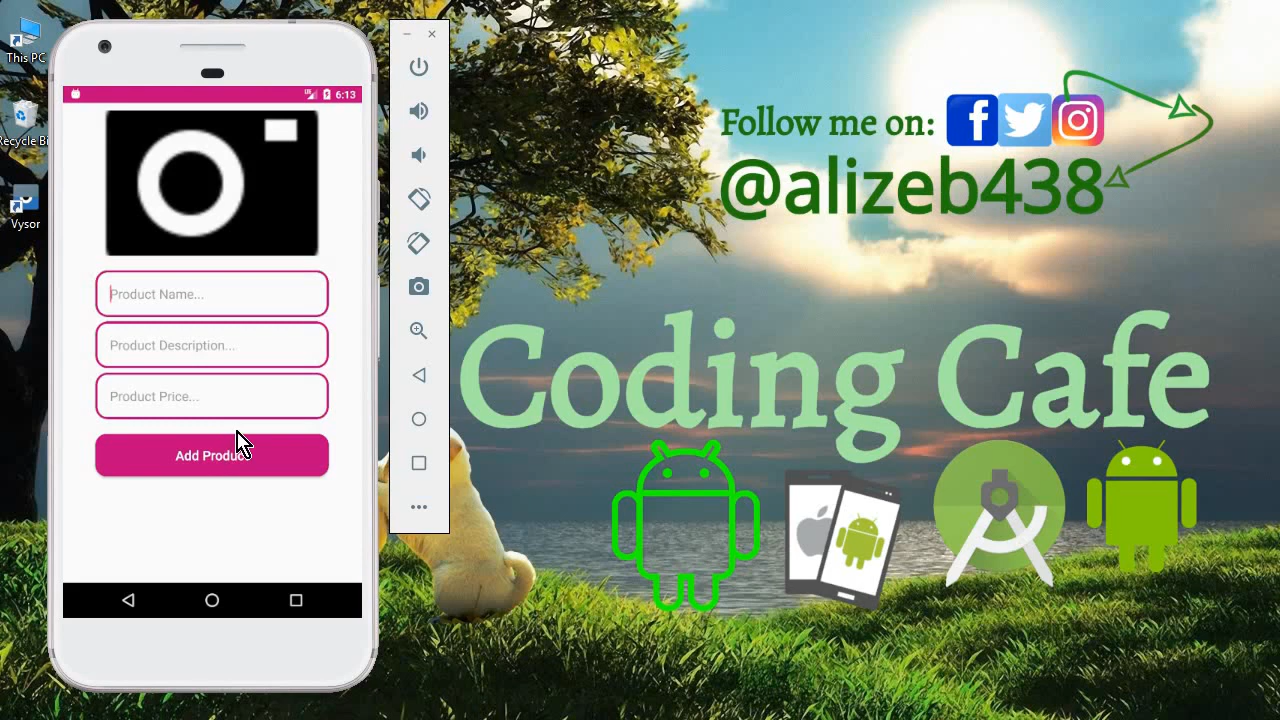 This PC
Recycle Bi
Vysor
6:13
Product Name...
Product Description...
Product Price...
Add Product
Follow me on:
@alizeb438
Coding Cafe